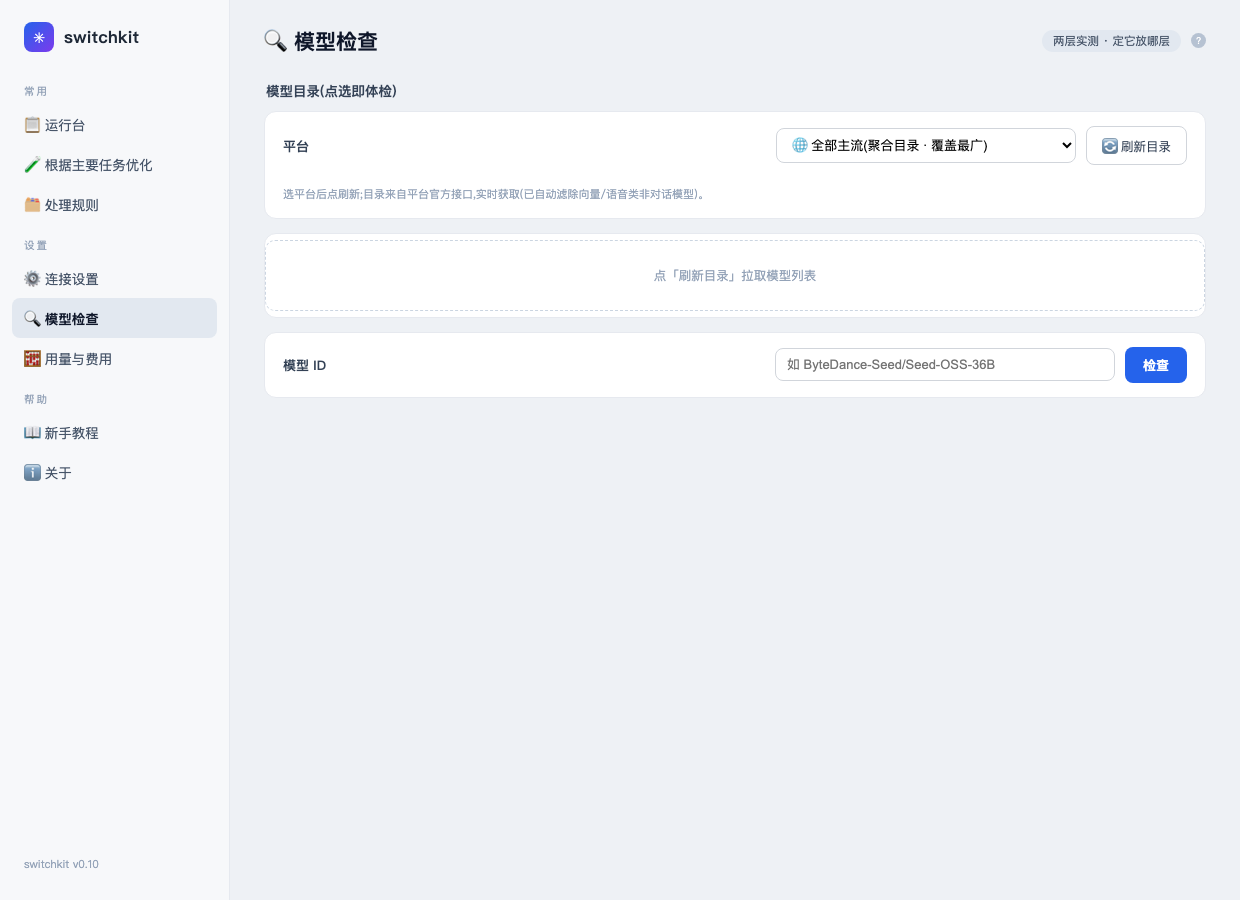 switchkit
常用
运行台
根据主要任务优化
处理规则
设置
连接设置
模型检查
用量与费用
帮助
新手教程
关于
switchkit v0.10
模型检查
两层实测 · 定它放哪层
?
模型目录(点选即体检)
平台
全部主流(聚合目录 · 覆盖最广)
刷新目录
选平台后点刷新;目录来自平台官方接口,实时获取(已自动滤除向量/语音类非对话模型)。
点「刷新目录」拉取模型列表
模型 ID
如 ByteDance-Seed/Seed-OSS-36B
检查